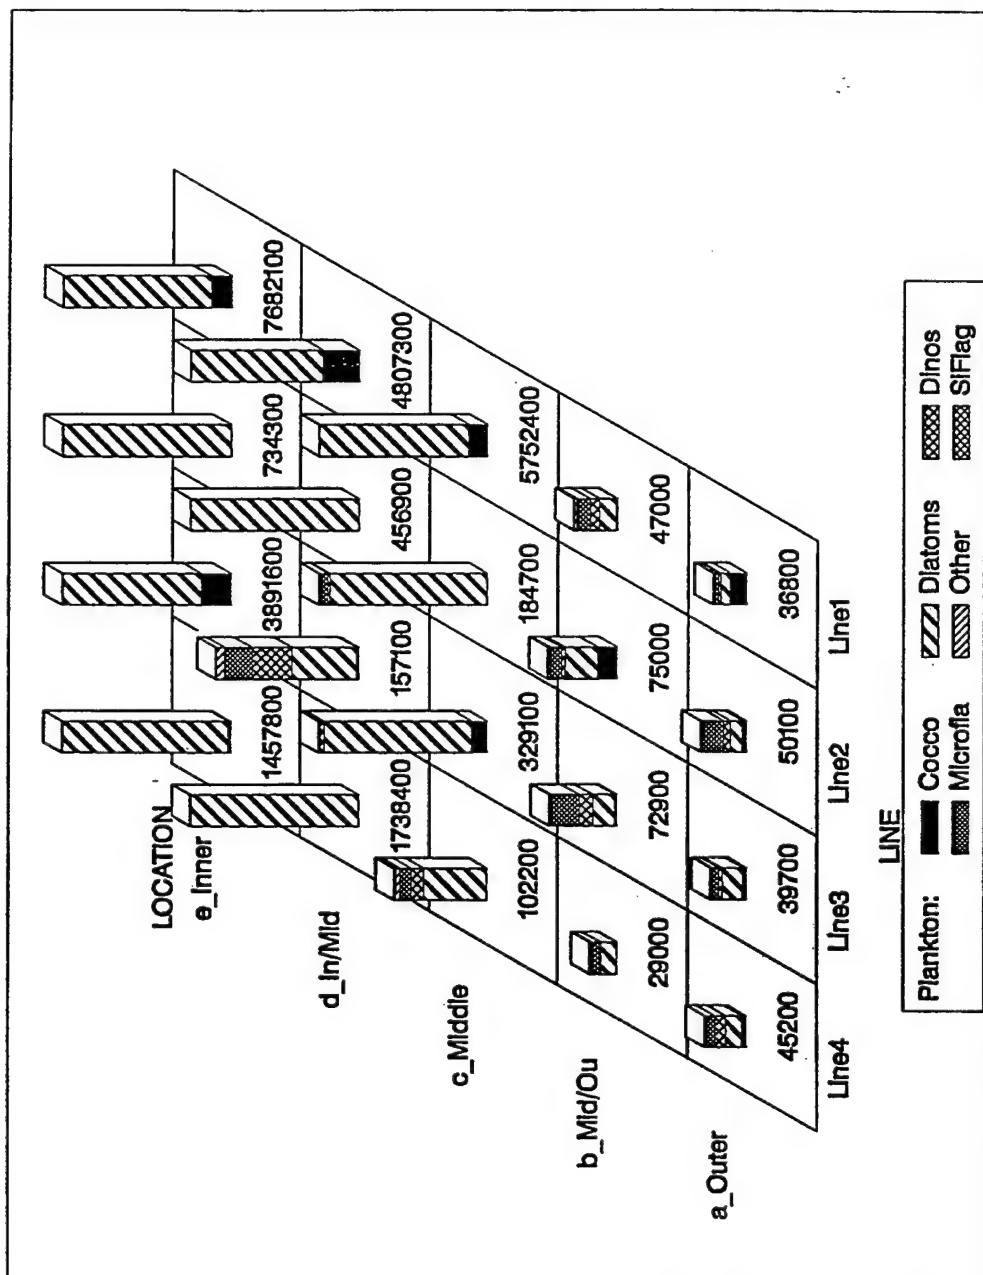 LOCATION
e_Inner
1457800 3891600 734300 7682100
d_In/Mid
1738400 157100 456900 4807300
c_Middle
102200 329100 184700 5752400
b_Mid/Ou
29000 72900 75000 47000
a_Outer
45200 39700 50100 36800
Line4 Line3 Line2 Line1
LINE
Plankton: Cocco Diatoms Dinos
Microfla Other SiFlag